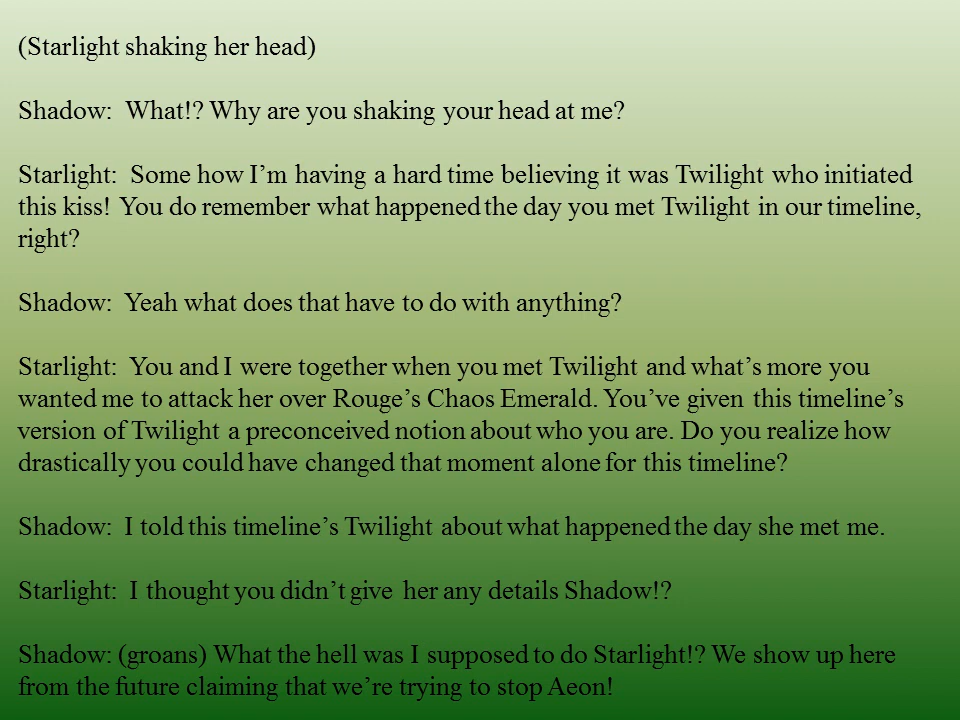 (Starlight shaking her head)
Shadow:  What!? Why are you shaking your head at me?
Starlight:  Some how I’m having a hard time believing it was Twilight who initiated
this kiss! You do remember what happened the day you met Twilight in our timeline,
right?
Shadow:  Yeah what does that have to do with anything?
Starlight:  You and I were together when you met Twilight and what’s more you
wanted me to attack her over Rouge’s Chaos Emerald. You’ve given this timeline’s
version of Twilight a preconceived notion about who you are. Do you realize how
drastically you could have changed that moment alone for this timeline?
Shadow:  I told this timeline’s Twilight about what happened the day she met me.
Starlight:  I thought you didn’t give her any details Shadow!?
Shadow: (groans) What the hell was I supposed to do Starlight!? We show up here
from the future claiming that we’re trying to stop Aeon!